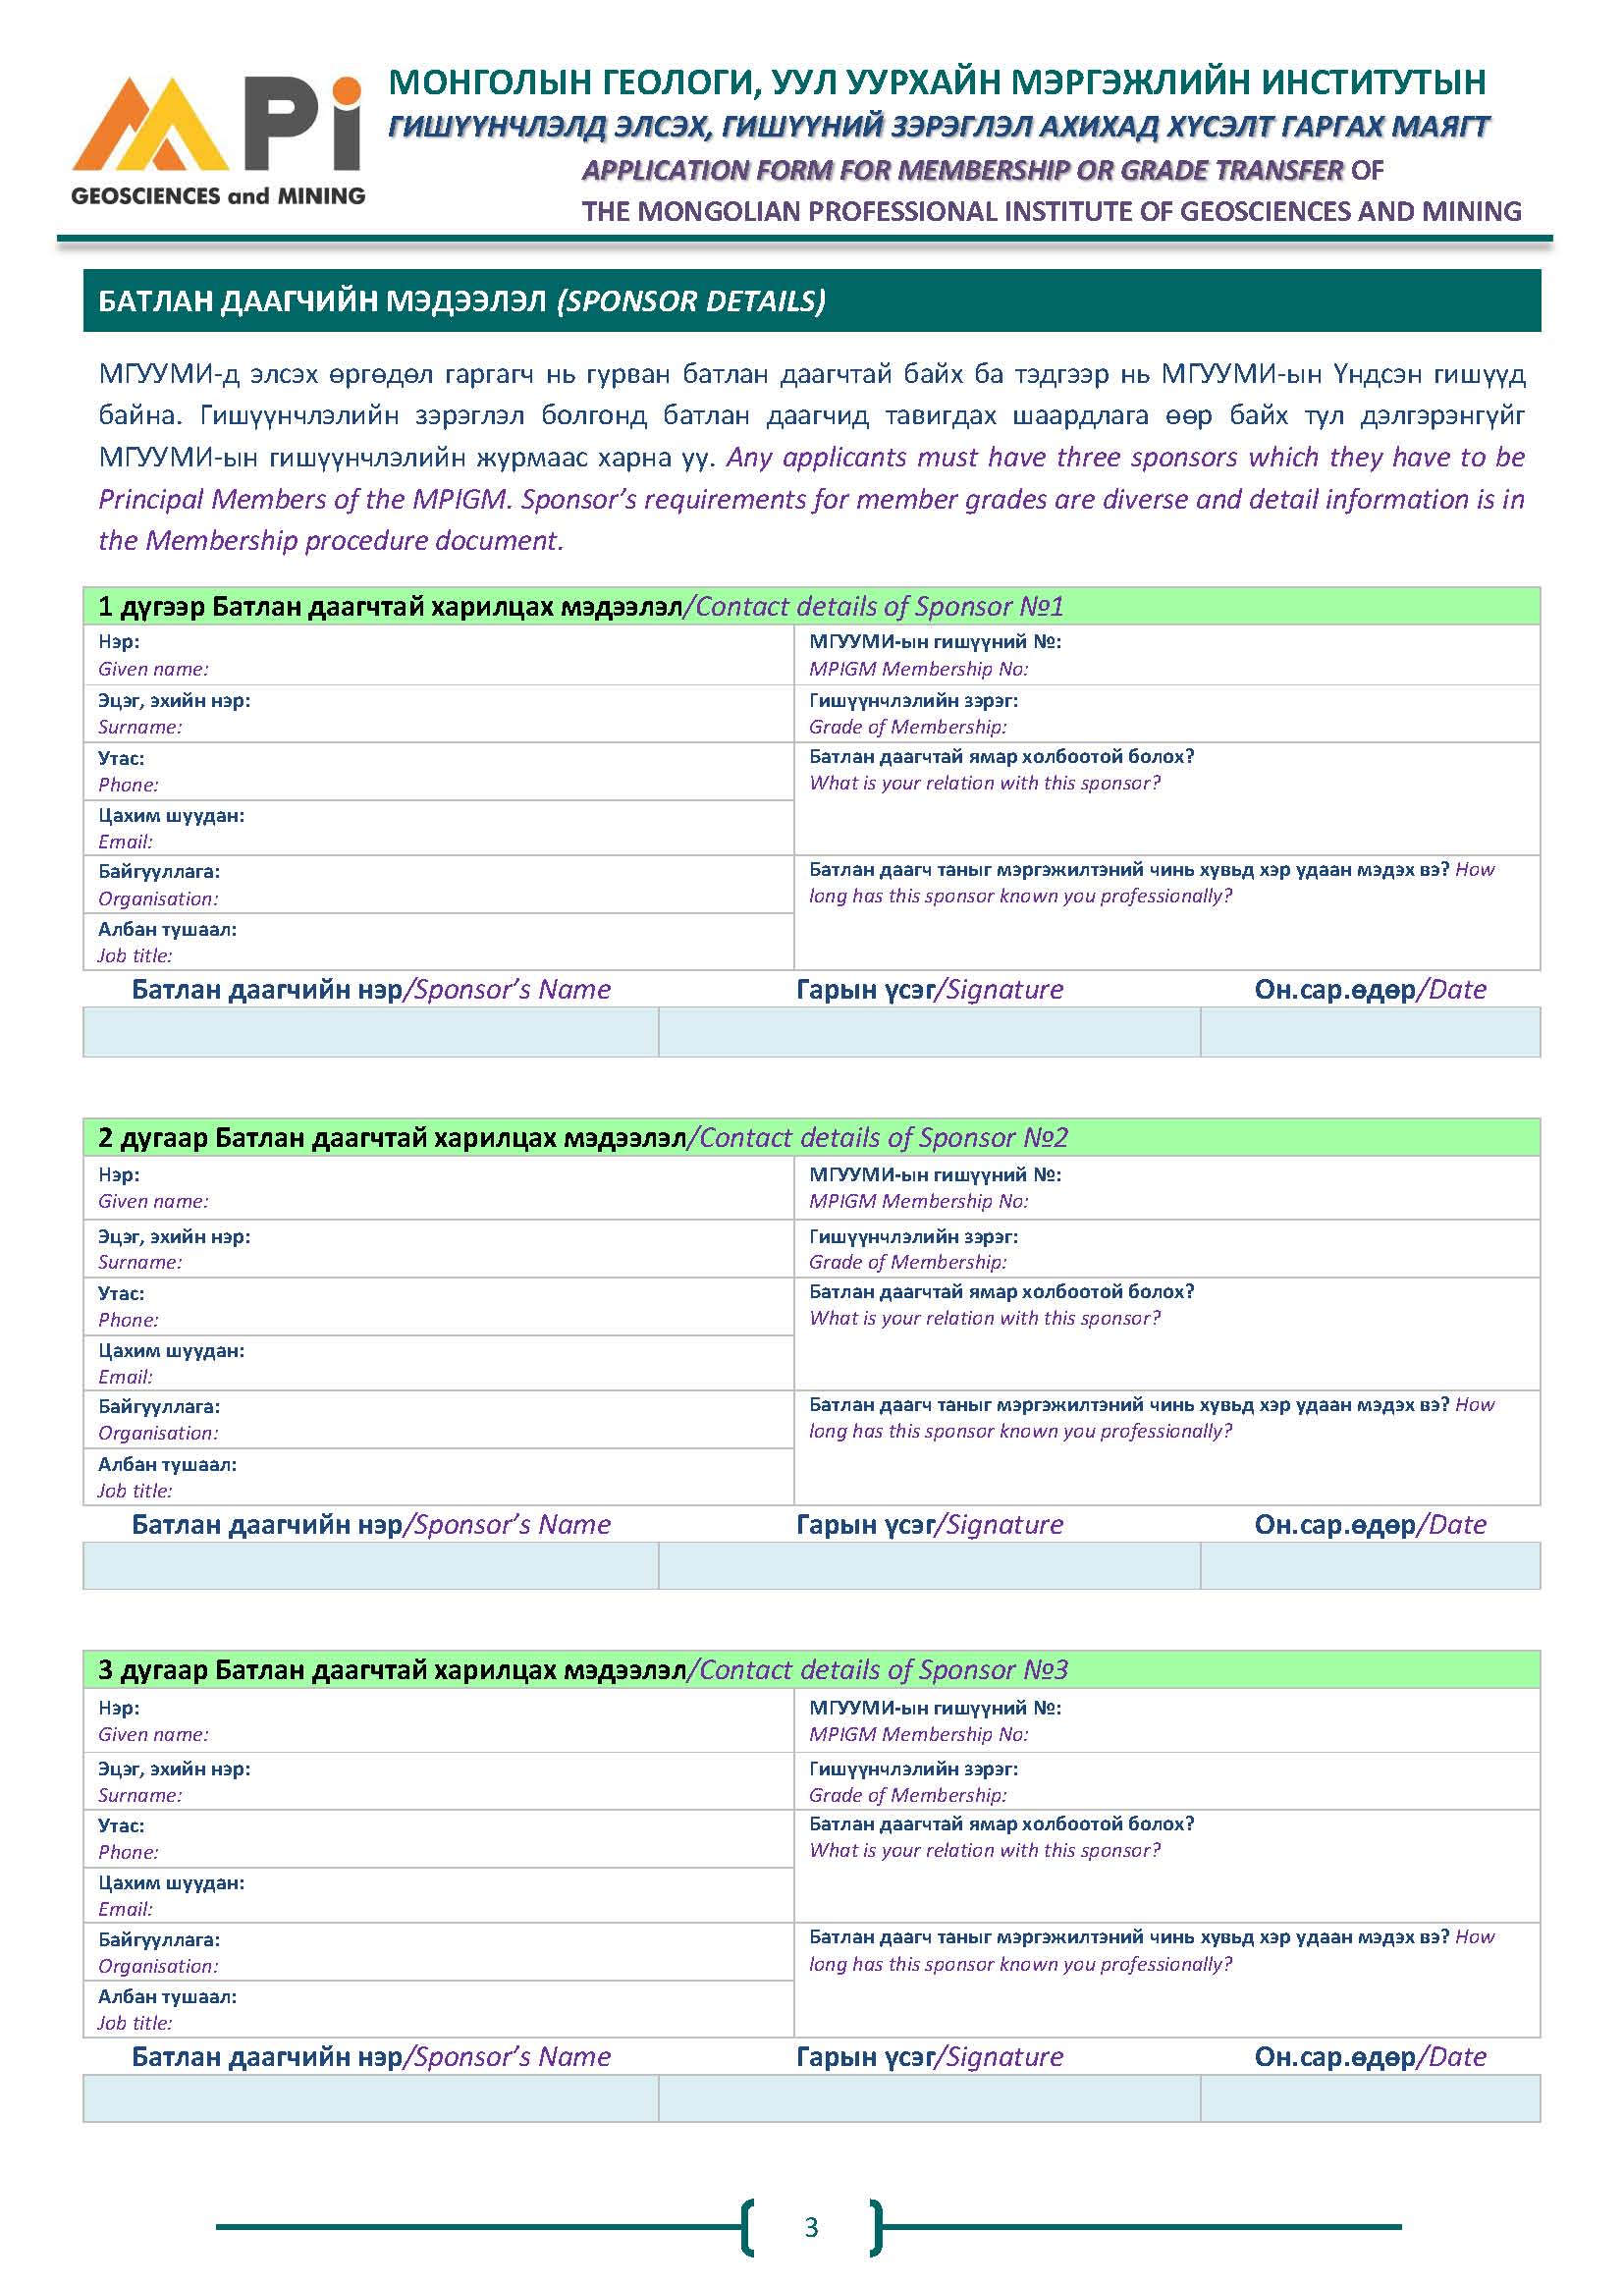 MPi
GEOSCIENCES and MINING
МОНГОЛЫН ГЕОЛОГИ, УУЛ УУРХАЙН МЭРГЭЖЛИЙН ИНСТИТУТЫН
ГИШҮҮНЧЛЭЛД ЭЛСЭХ, ГИШҮҮНИЙ ЗЭРЭГЛЭЛ АХИХАД ХҮСЭЛТ ГАРГАХ МАЯГТ
APPLICATION FORM FOR MEMBERSHIP OR GRADE TRANSFER OF
THE MONGOLIAN PROFESSIONAL INSTITUTE OF GEOSCIENCES AND MINING
БАТЛАН ДААГЧИЙН МЭДЭЭЛЭЛ (SPONSOR DETAILS)
МГУУМИ-д элсэх өргөдөл гаргагч нь гурван батлан даагчтай байх ба тэдгээр нь МГУУМИ-ын Үндсэн гишүүд
байна. Гишүүнчлэлийн зэрэглэл болгонд батлан даагчид тавигдах шаардлага өөр байх тул дэлгэрэнгүйг
МГУУМИ-ын гишүүнчлэлийн журмаас харна уу. Any applicants must have three sponsors which they have to be
Principal Members of the MPIGM. Sponsor’s requirements for member grades are diverse and detail information is in
the Membership procedure document.
1 дүгээр Батлан даагчтай харилцах мэдээлэл/Contact details of Sponsor №1
Нэр:
Given name:
МГУУМИ-ын гишүүний №:
MPIGM Membership No:
Эцэг, эхийн нэр:
Surname:
Гишүүнчлэлийн зэрэг:
Grade of Membership:
Утас:
Phone:
Батлан даагчтай ямар холбоотой болох?
What is your relation with this sponsor?
Цахим шуудан:
Email:
Байгууллага:
Organisation:
Батлан даагч таныг мэргэжилтэний чинь хувьд хэр удаан мэдэх вэ? How
long has this sponsor known you professionally?
Албан тушаал:
Job title:
Батлан даагчийн нэр/Sponsor’s Name Гарын үсэг/Signature Он.сар.өдөр/Date
2 дугаар Батлан даагчтай харилцах мэдээлэл/Contact details of Sponsor №2
Нэр:
Given name:
МГУУМИ-ын гишүүний №:
MPIGM Membership No:
Эцэг, эхийн нэр:
Surname:
Гишүүнчлэлийн зэрэг:
Grade of Membership:
Утас:
Phone:
Батлан даагчтай ямар холбоотой болох?
What is your relation with this sponsor?
Цахим шуудан:
Email:
Байгууллага:
Organisation:
Батлан даагч таныг мэргэжилтэний чинь хувьд хэр удаан мэдэх вэ? How
long has this sponsor known you professionally?
Албан тушаал:
Job title:
Батлан даагчийн нэр/Sponsor’s Name Гарын үсэг/Signature Он.сар.өдөр/Date
3 дугаар Батлан даагчтай харилцах мэдээлэл/Contact details of Sponsor №3
Нэр:
Given name:
МГУУМИ-ын гишүүний №:
MPIGM Membership No:
Эцэг, эхийн нэр:
Surname:
Гишүүнчлэлийн зэрэг:
Grade of Membership:
Утас:
Phone:
Батлан даагчтай ямар холбоотой болох?
What is your relation with this sponsor?
Цахим шуудан:
Email:
Байгууллага:
Organisation:
Батлан даагч таныг мэргэжилтэний чинь хувьд хэр удаан мэдэх вэ? How
long has this sponsor known you professionally?
Албан тушаал:
Job title:
Батлан даагчийн нэр/Sponsor’s Name Гарын үсэг/Signature Он.сар.өдөр/Date
3